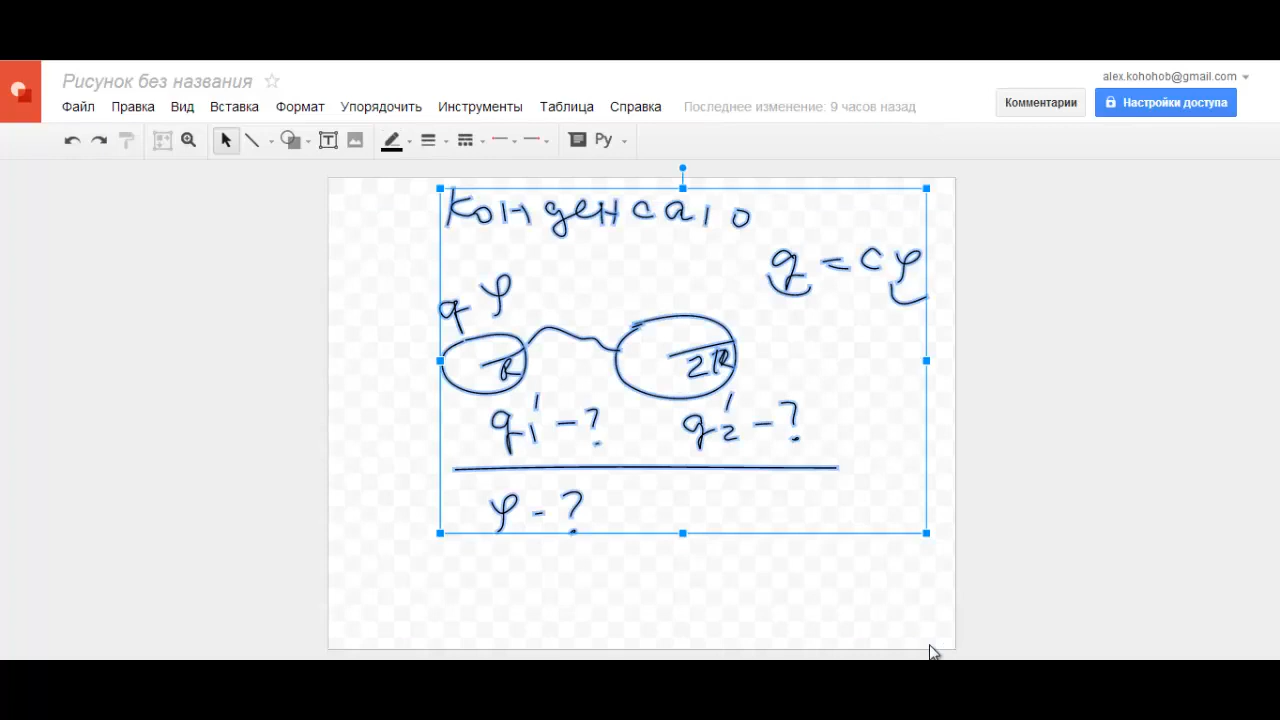 Рисунок без названия
alex.kohohob@gmail.com
Файл Правка Вид Вставка Формат Упорядочить Инструменты Таблица Справка Последнее изменение: 9 часов назад
Комментарии Настройки доступа
Ру
Конденсато
q = cφ
q φ
R 2R
q₁' - ? q₂' - ?
φ - ?